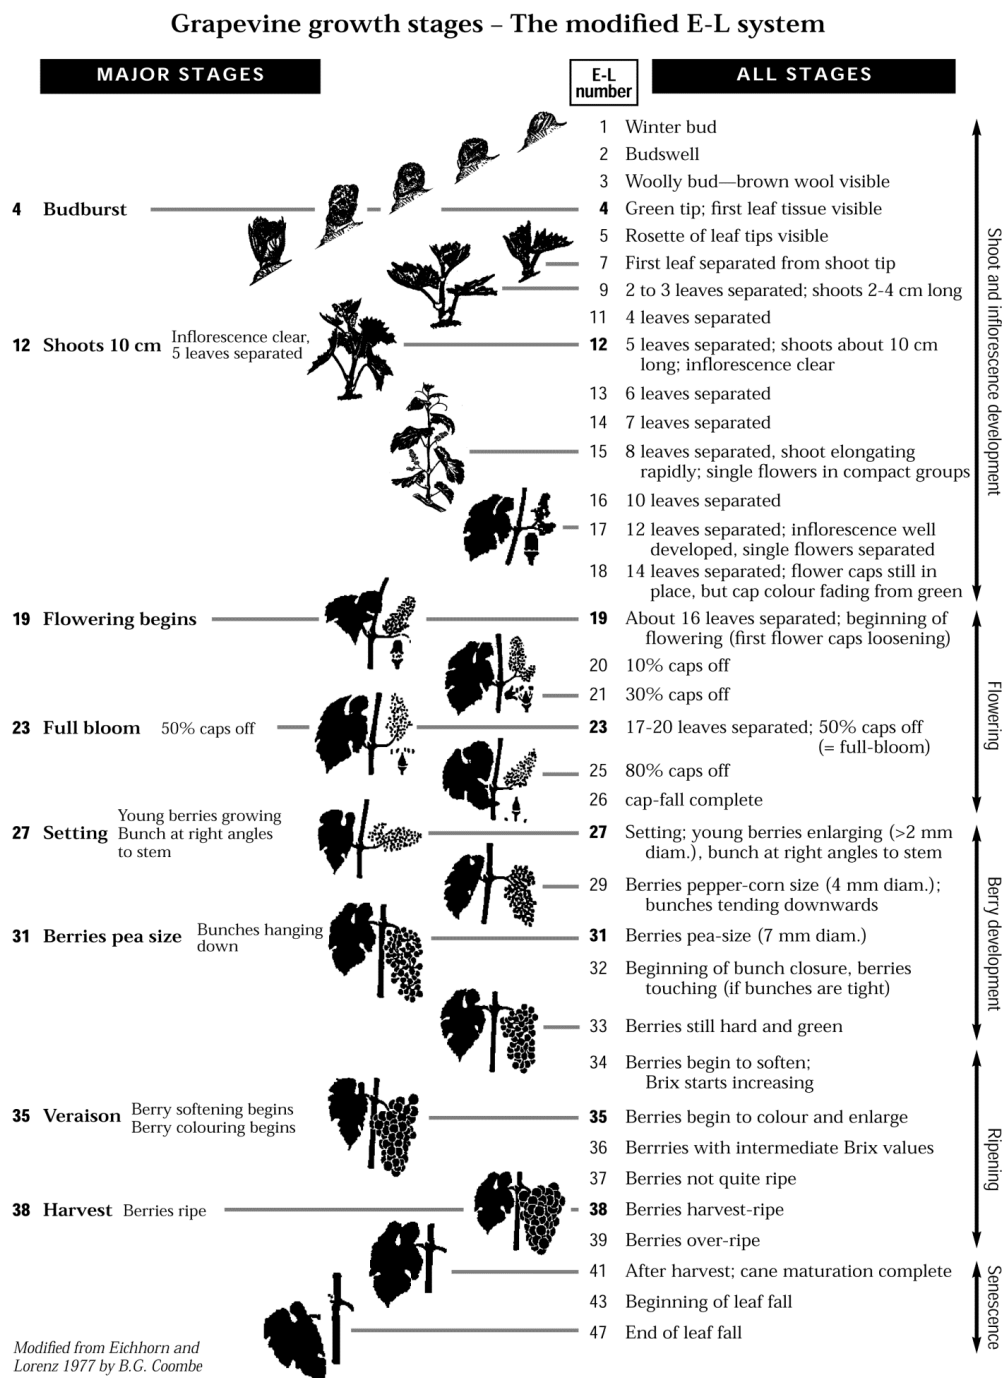 Grapevine growth stages – The modified E-L system
MAJOR STAGES
E-L
number
ALL STAGES
1 Winter bud
2 Budswell
3 Woolly bud—brown wool visible
4 Budburst
4 Green tip; first leaf tissue visible
5 Rosette of leaf tips visible
7 First leaf separated from shoot tip
9 2 to 3 leaves separated; shoots 2-4 cm long
11 4 leaves separated
12 Shoots 10 cm
Inflorescence clear,
5 leaves separated
12 5 leaves separated; shoots about 10 cm
long; inflorescence clear
13 6 leaves separated
14 7 leaves separated
15 8 leaves separated, shoot elongating
rapidly; single flowers in compact groups
16 10 leaves separated
17 12 leaves separated; inflorescence well
developed, single flowers separated
18 14 leaves separated; flower caps still in
place, but cap colour fading from green
Shoot and inflorescence development
19 Flowering begins
19 About 16 leaves separated; beginning of
flowering (first flower caps loosening)
20 10% caps off
21 30% caps off
23 Full bloom 50% caps off
23 17-20 leaves separated; 50% caps off
(= full-bloom)
25 80% caps off
26 cap-fall complete
Flowering
27 Setting
Young berries growing
Bunch at right angles
to stem
27 Setting; young berries enlarging (>2 mm
diam.), bunch at right angles to stem
29 Berries pepper-corn size (4 mm diam.);
bunches tending downwards
31 Berries pea size
Bunches hanging
down
31 Berries pea-size (7 mm diam.)
32 Beginning of bunch closure, berries
touching (if bunches are tight)
33 Berries still hard and green
Berry development
34 Berries begin to soften;
Brix starts increasing
35 Veraison
Berry softening begins
Berry colouring begins
35 Berries begin to colour and enlarge
36 Berrries with intermediate Brix values
37 Berries not quite ripe
38 Harvest Berries ripe
38 Berries harvest-ripe
39 Berries over-ripe
Ripening
41 After harvest; cane maturation complete
43 Beginning of leaf fall
47 End of leaf fall
Senescence
Modified from Eichhorn and
Lorenz 1977 by B.G. Coombe